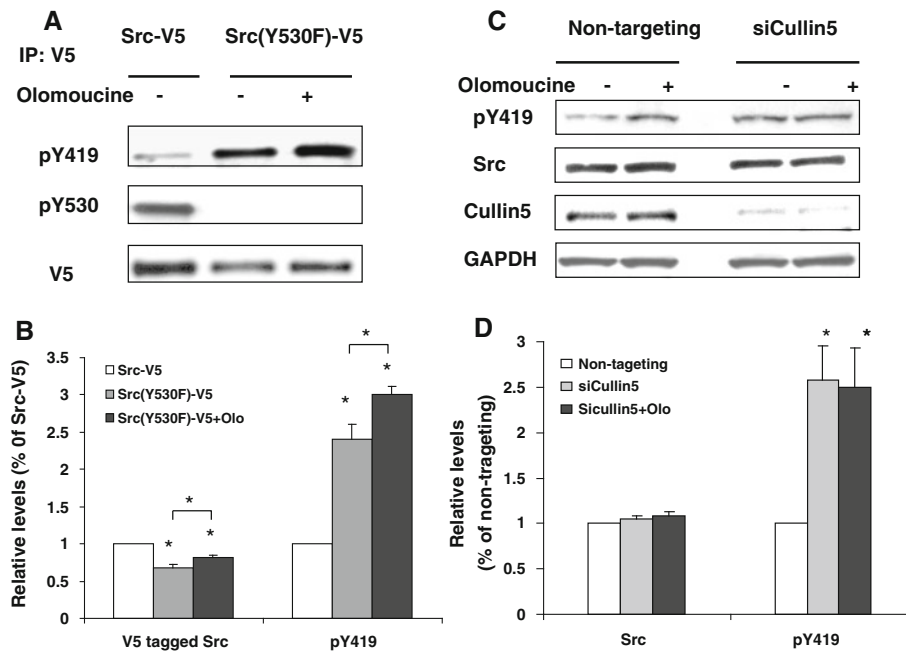 A
Src-V5 Src(Y530F)-V5
IP: V5
Olomoucine - - +
pY419
pY530
V5
B
Relative levels (% 0f Src-V5)
3.5
3
2.5
2
1.5
1
0.5
0
Src-V5
Src(Y530F)-V5
Src(Y530F)-V5+Olo
* * *
* * *
V5 tagged Src pY419
C
Non-targeting siCullin5
Olomoucine - + - +
pY419
Src
Cullin5
GAPDH
D
Relative levels
(% of non-trageting)
3
2.5
2
1.5
1
0.5
0
Non-tageting
siCullin5
Sicullin5+Olo
* *
Src pY419